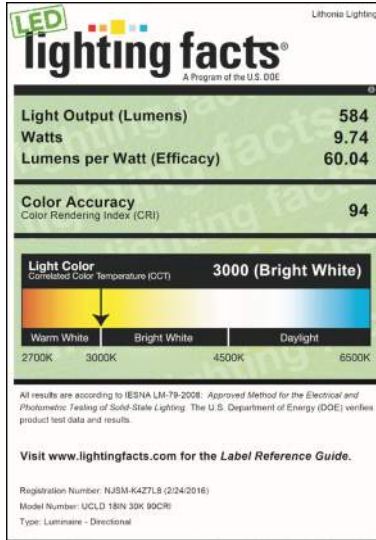 Lithonia Lighting
LED
lighting facts®
A Program of the U.S. DOE
Light Output (Lumens) 584
Watts 9.74
Lumens per Watt (Efficacy) 60.04
Color Accuracy 94
Color Rendering Index (CRI)
Light Color 3000 (Bright White)
Correlated Color Temperature (CCT)
Warm White Bright White Daylight
2700K 3000K 4500K 6500K
All results are according to IESNA LM-79-2008: Approved Method for the Electrical and
Photometric Testing of Solid-State Lighting. The U.S. Department of Energy (DOE) verifies
product test data and results.
Visit www.lightingfacts.com for the Label Reference Guide.
Registration Number: NJSM-K4Z7L8 (2/24/2016)
Model Number: UCLD 18IN 30K 90CRI
Type: Luminaire - Directional